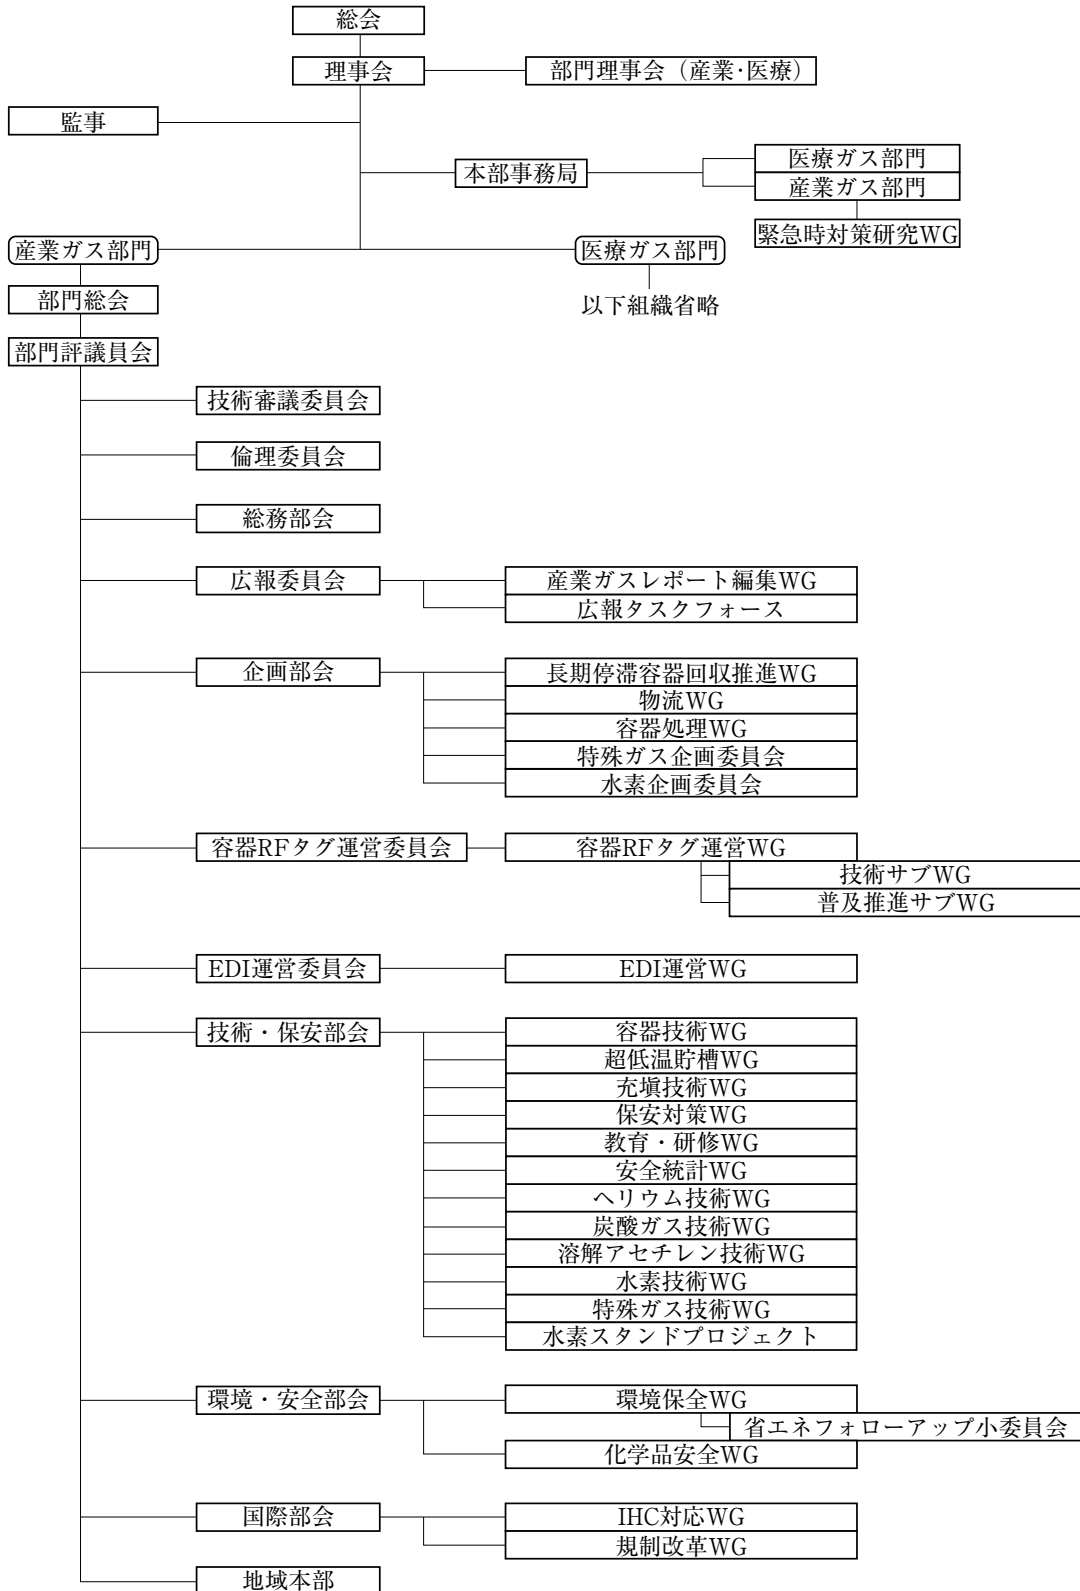 総会
理事会
部門理事会（産業・医療）
監事
本部事務局
医療ガス部門
産業ガス部門
緊急時対策研究WG
産業ガス部門
医療ガス部門
部門総会
以下組織省略
部門評議員会
技術審議委員会
倫理委員会
総務部会
広報委員会
産業ガスレポート編集WG
広報タスクフォース
企画部会
長期停滞容器回収推進WG
物流WG
容器処理WG
特殊ガス企画委員会
水素企画委員会
容器RFタグ運営委員会
容器RFタグ運営WG
技術サブWG
普及推進サブWG
EDI運営委員会
EDI運営WG
技術・保安部会
容器技術WG
超低温貯槽WG
充塡技術WG
保安対策WG
教育・研修WG
安全統計WG
ヘリウム技術WG
炭酸ガス技術WG
溶解アセチレン技術WG
水素技術WG
特殊ガス技術WG
水素スタンドプロジェクト
環境・安全部会
環境保全WG
省エネフォローアップ小委員会
化学品安全WG
国際部会
IHC対応WG
規制改革WG
地域本部